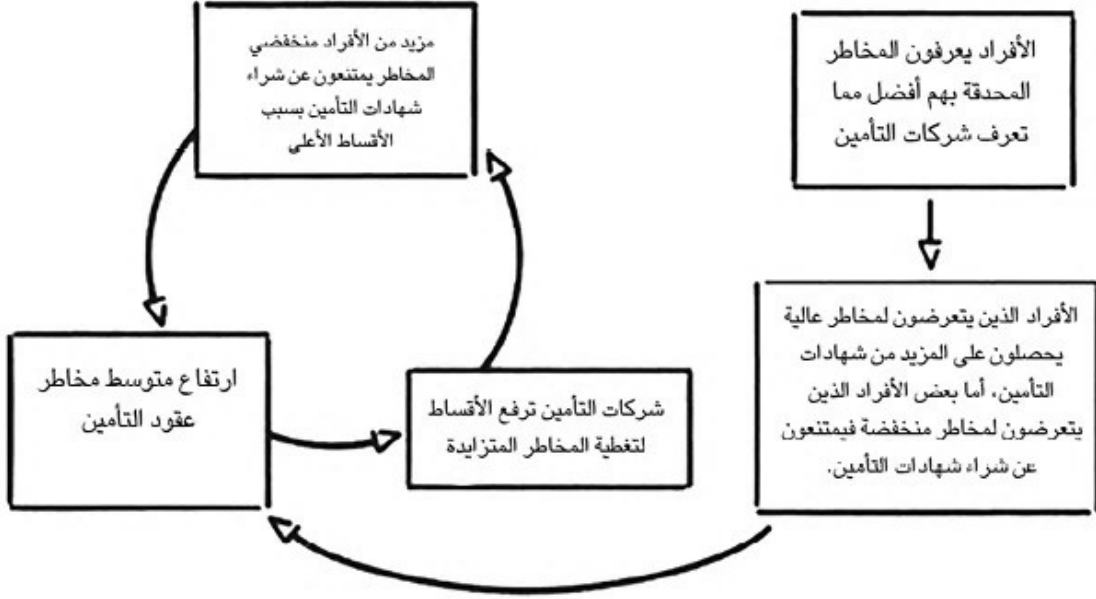 الأفراد يعرفون المخاطر
المحدقة بهم أفضل مما
تعرف شركات التأمين
الأفراد الذين يتعرضون لمخاطر عالية
يحصلون على المزيد من شهادات
التأمين، أما بعض الأفراد الذين
يتعرضون لمخاطر منخفضة فيمتنعون
عن شراء شهادات التأمين.
ارتفاع متوسط مخاطر
عقود التأمين
شركات التأمين ترفع الأقساط
لتغطية المخاطر المتزايدة
مزيد من الأفراد منخفضي
المخاطر يمتنعون عن شراء
شهادات التأمين بسبب
الأقساط الأعلى